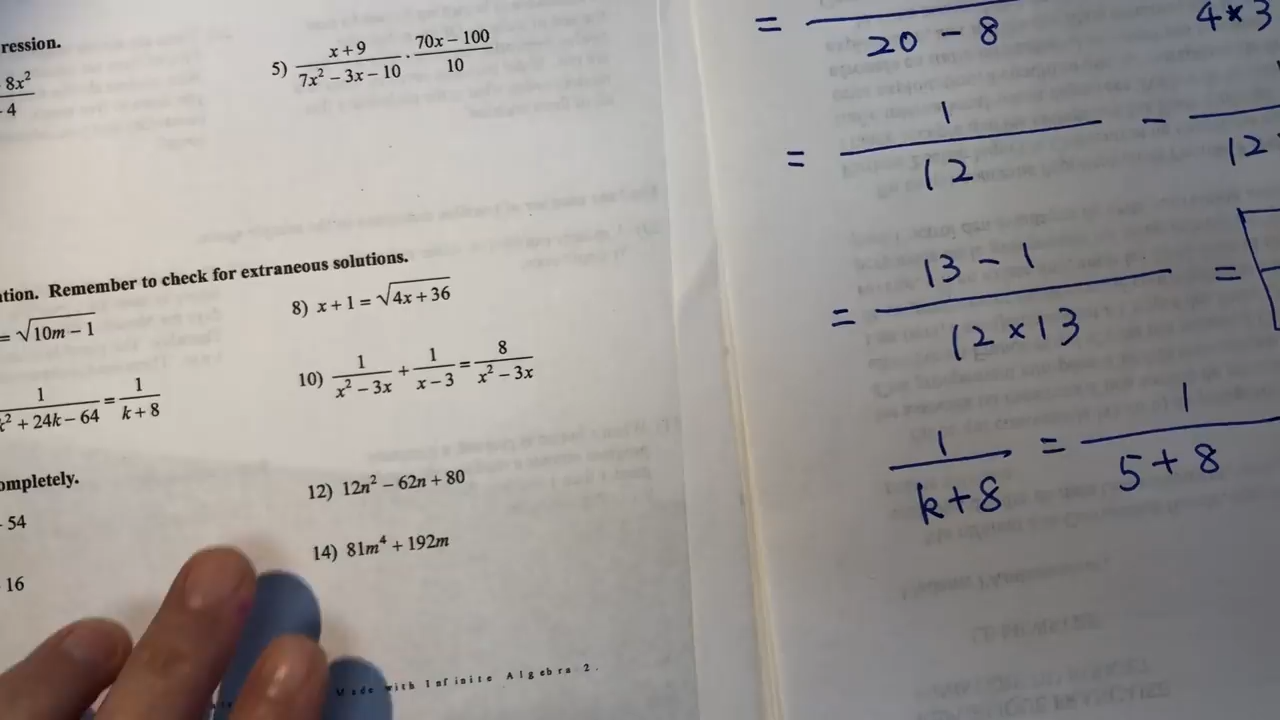 ression.
8x²
4
5) (x + 9)/(7x² − 3x − 10) · (70x − 100)/10
tion. Remember to check for extraneous solutions.
= √(10m − 1)
8) x + 1 = √(4x + 36)
1/(k² + 24k − 64) = 1/(k + 8)
10) 1/(x² − 3x) + 1/(x − 3) = 8/(x² − 3x)
ompletely.
- 54
12) 12n² − 62n + 80
16
14) 81m⁴ + 192m
Made with Infinite Algebra 2.
=
20 - 8
4×3
= 1/12 -
12
= (13 - 1)/(12 × 13) =
1/(k+8) = 1/(5+8)